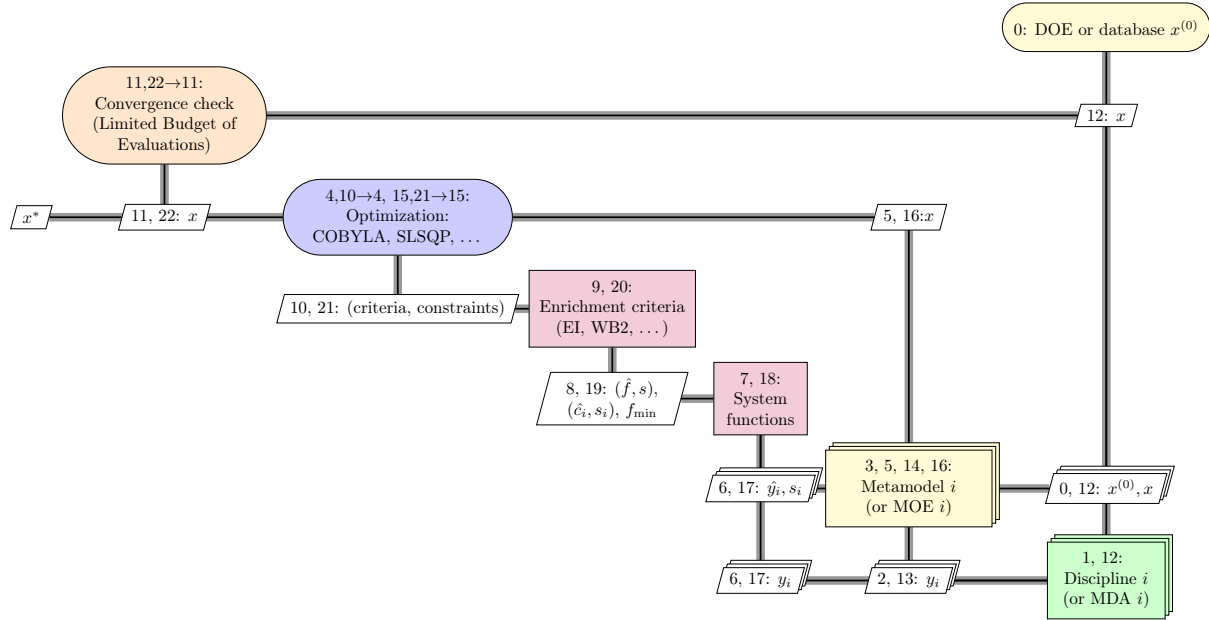 0: DOE or database x^(0)
11,22→11:
Convergence check
(Limited Budget of
Evaluations)
12: x
x*
11, 22: x
4,10→4, 15,21→15:
Optimization:
COBYLA, SLSQP, …
5, 16:x
10, 21: (criteria, constraints)
9, 20:
Enrichment criteria
(EI, WB2, …)
8, 19: (f̂, s),
(ĉ_i, s_i), f_min
7, 18:
System
functions
6, 17: ŷ_i, s_i
3, 5, 14, 16:
Metamodel i
(or MOE i)
0, 12: x^(0), x
6, 17: y_i
2, 13: y_i
1, 12:
Discipline i
(or MDA i)